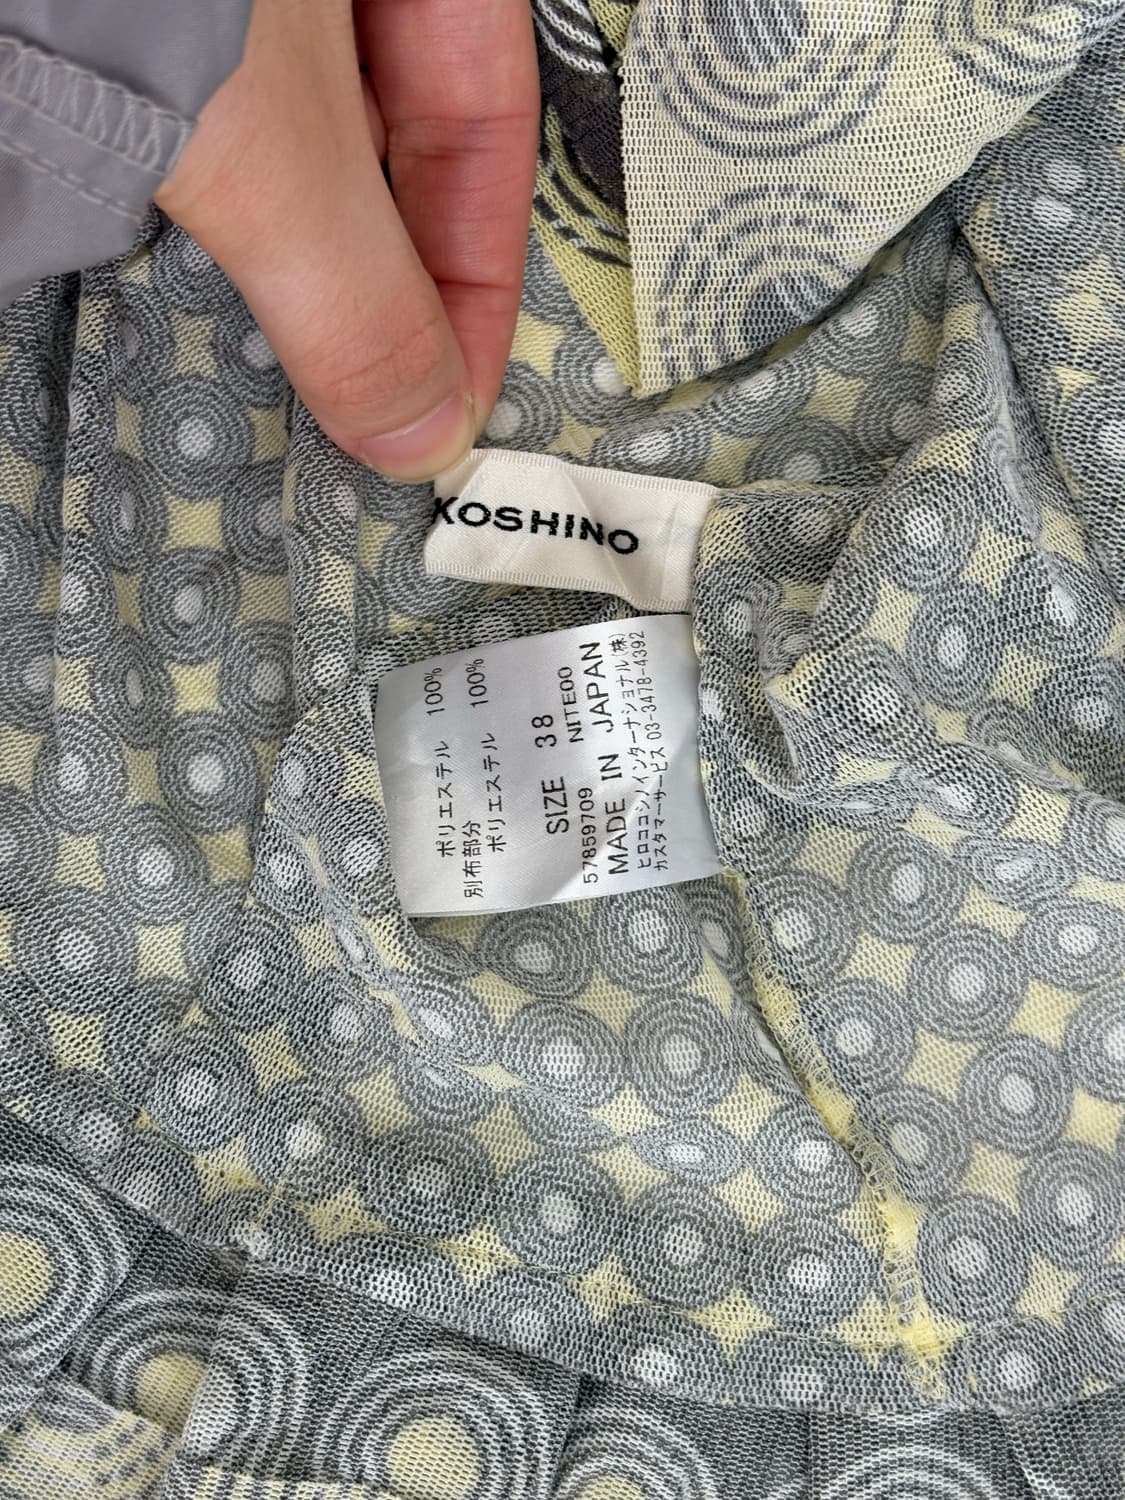 KOSHINO
ポリエステル 100%
別布部分
ポリエステル 100%
SIZE 38
57859709 NITE00
MADE IN JAPAN
ヒロココシノインターナショナル(株)
カスタマーサービス 03-3478-4392